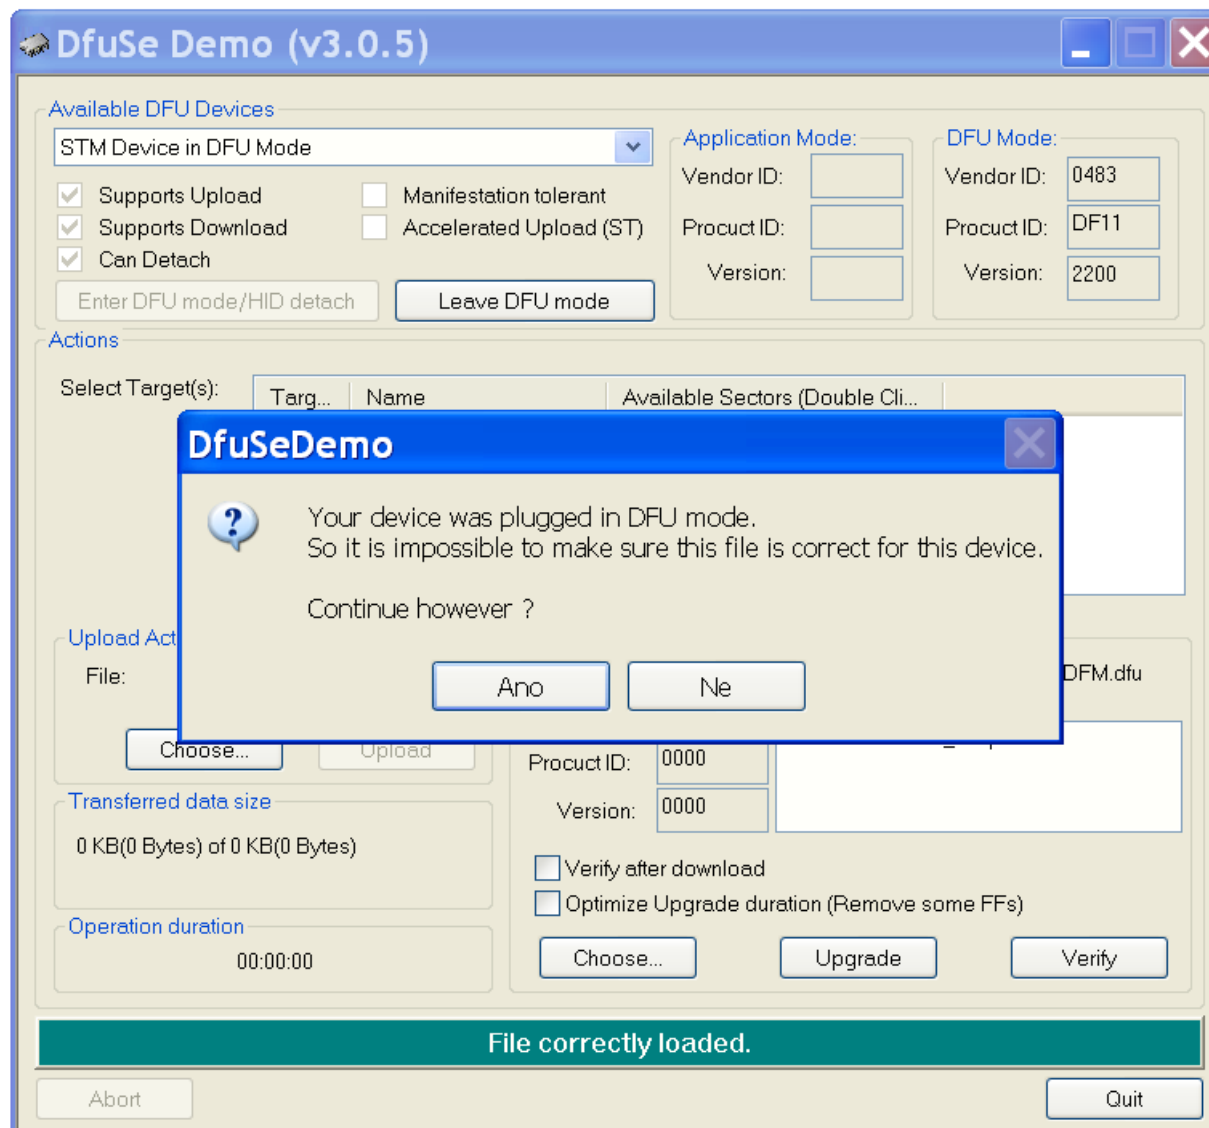 DfuSe Demo (v3.0.5)
Available DFU Devices
STM Device in DFU Mode
Supports Upload
Manifestation tolerant
Supports Download
Accelerated Upload (ST)
Can Detach
Enter DFU mode/HID detach
Leave DFU mode
Application Mode:
Vendor ID:
Procuct ID:
Version:
DFU Mode:
Vendor ID: 0483
Procuct ID: DF11
Version: 2200
Actions
Select Target(s):
Targ... Name Available Sectors (Double Cli...
DfuSeDemo
Your device was plugged in DFU mode.
So it is impossible to make sure this file is correct for this device.
Continue however ?
Ano Ne
Upload Act
File:
Choose... Upload
DFM.dfu
Procuct ID: 0000
Version: 0000
Transferred data size
0 KB(0 Bytes) of 0 KB(0 Bytes)
Verify after download
Optimize Upgrade duration (Remove some FFs)
Operation duration
00:00:00
Choose... Upgrade Verify
File correctly loaded.
Abort Quit